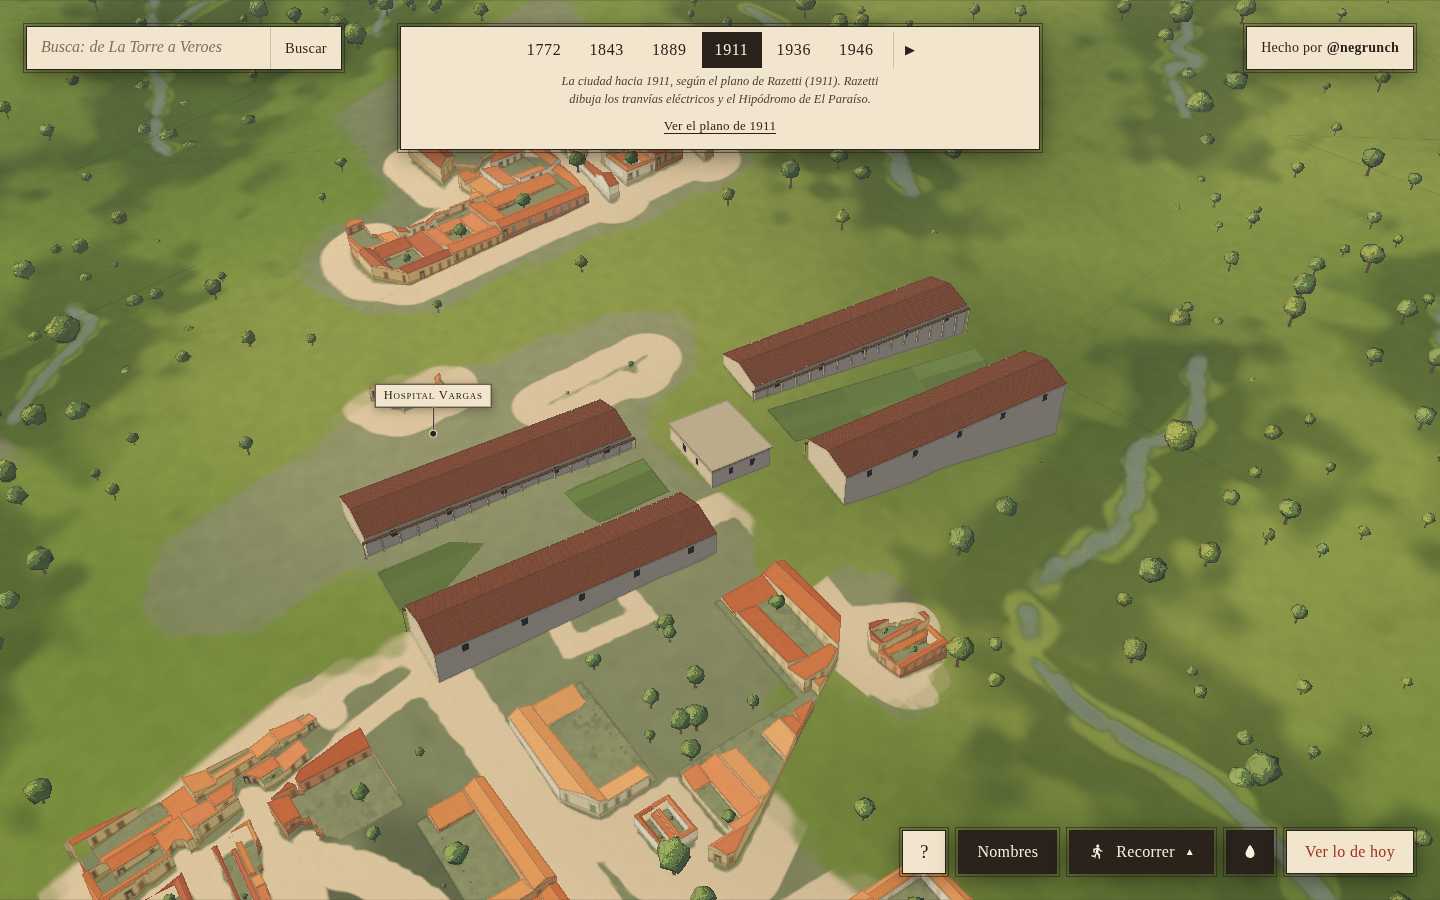 Busca: de La Torre a Veroes
Buscar
1772 1843 1889 1911 1936 1946 ▶
La ciudad hacia 1911, según el plano de Razetti (1911). Razetti
dibuja los tranvías eléctricos y el Hipódromo de El Paraíso.
Ver el plano de 1911
Hecho por @negrunch
Hospital Vargas
?
Nombres
Recorrer ▲
Ver lo de hoy